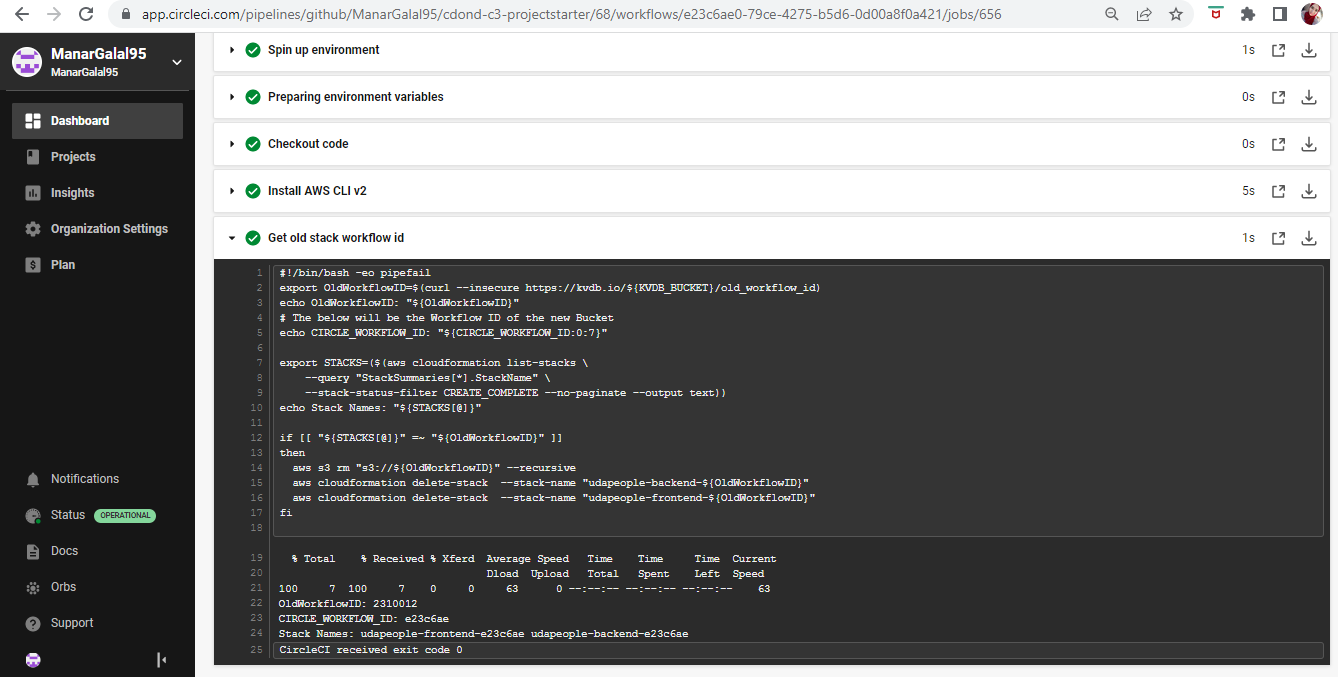 app.circleci.com/pipelines/github/ManarGalal95/cdond-c3-projectstarter/68/workflows/e23c6ae0-79ce-4275-b5d6-0d00a8f0a421/jobs/656
ManarGalal95
ManarGalal95
Dashboard
Projects
Insights
Organization Settings
Plan
Notifications
Status OPERATIONAL
Docs
Orbs
Support
Spin up environment 1s
Preparing environment variables 0s
Checkout code 0s
Install AWS CLI v2 5s
Get old stack workflow id 1s
1 #!/bin/bash -eo pipefail
2 export OldWorkflowID=$(curl --insecure https://kvdb.io/${KVDB_BUCKET}/old_workflow_id)
3 echo OldWorkflowID: "${OldWorkflowID}"
4 # The below will be the Workflow ID of the new Bucket
5 echo CIRCLE_WORKFLOW_ID: "${CIRCLE_WORKFLOW_ID:0:7}"
6
7 export STACKS=($(aws cloudformation list-stacks \
8     --query "StackSummaries[*].StackName" \
9     --stack-status-filter CREATE_COMPLETE --no-paginate --output text))
10 echo Stack Names: "${STACKS[@]}"
11
12 if [[ "${STACKS[@]}" =~ "${OldWorkflowID}" ]]
13 then
14   aws s3 rm "s3://${OldWorkflowID}" --recursive
15   aws cloudformation delete-stack  --stack-name "udapeople-backend-${OldWorkflowID}"
16   aws cloudformation delete-stack  --stack-name "udapeople-frontend-${OldWorkflowID}"
17 fi
18
19   % Total    % Received % Xferd  Average Speed   Time    Time     Time  Current
20                                  Dload  Upload   Total   Spent    Left  Speed
21 100     7  100     7    0     0     63      0 --:--:-- --:--:-- --:--:--    63
22 OldWorkflowID: 2310012
23 CIRCLE_WORKFLOW_ID: e23c6ae
24 Stack Names: udapeople-frontend-e23c6ae udapeople-backend-e23c6ae
25 CircleCI received exit code 0